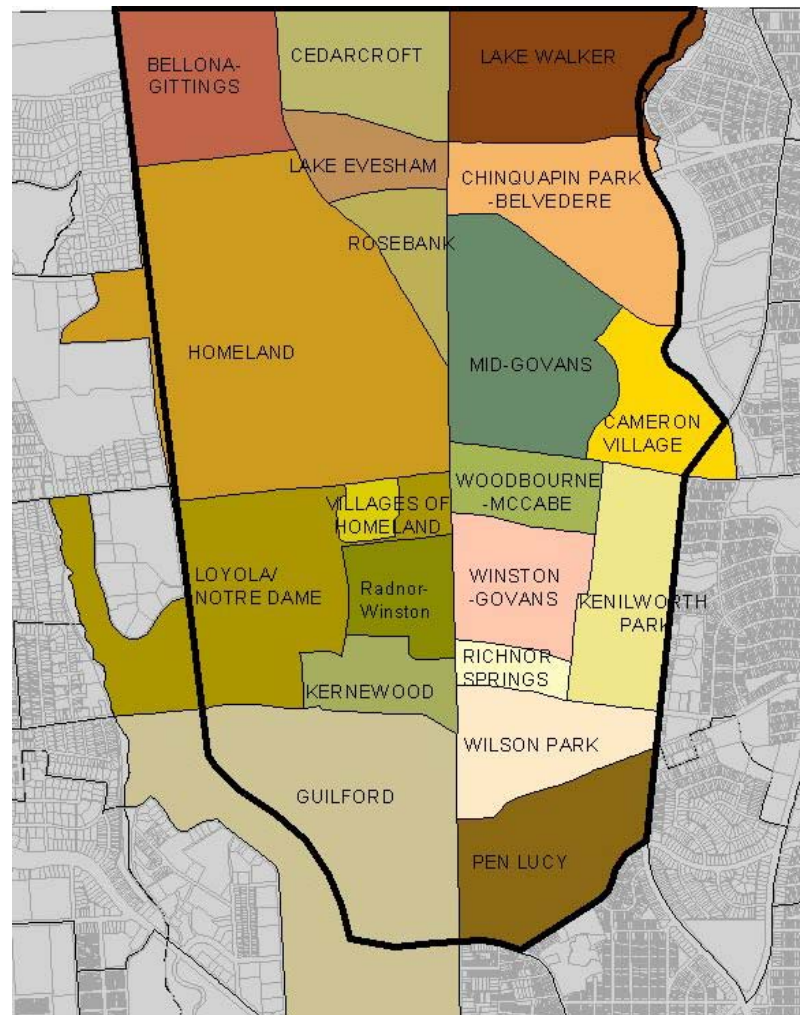 BELLONA-
GITTINGS
CEDARCROFT
LAKE WALKER
LAKE EVESHAM
CHINQUAPIN PARK
-BELVEDERE
ROSEBANK
HOMELAND
MID-GOVANS
CAMERON
VILLAGE
VILLAGES OF
HOMELAND
WOODBOURNE
-MCCABE
LOYOLA/
NOTRE DAME
Radnor-
Winston
WINSTON
-GOVANS
KENILWORTH
PARK
RICHNOR
SPRINGS
KERNEWOOD
WILSON PARK
GUILFORD
PEN LUCY